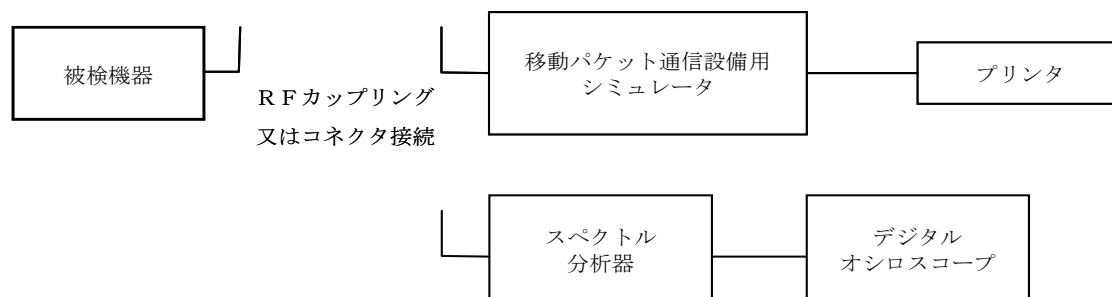 被検機器
ＲＦカップリング
又はコネクタ接続
移動パケット通信設備用
シミュレータ
プリンタ
スペクトル
分析器
デジタル
オシロスコープ